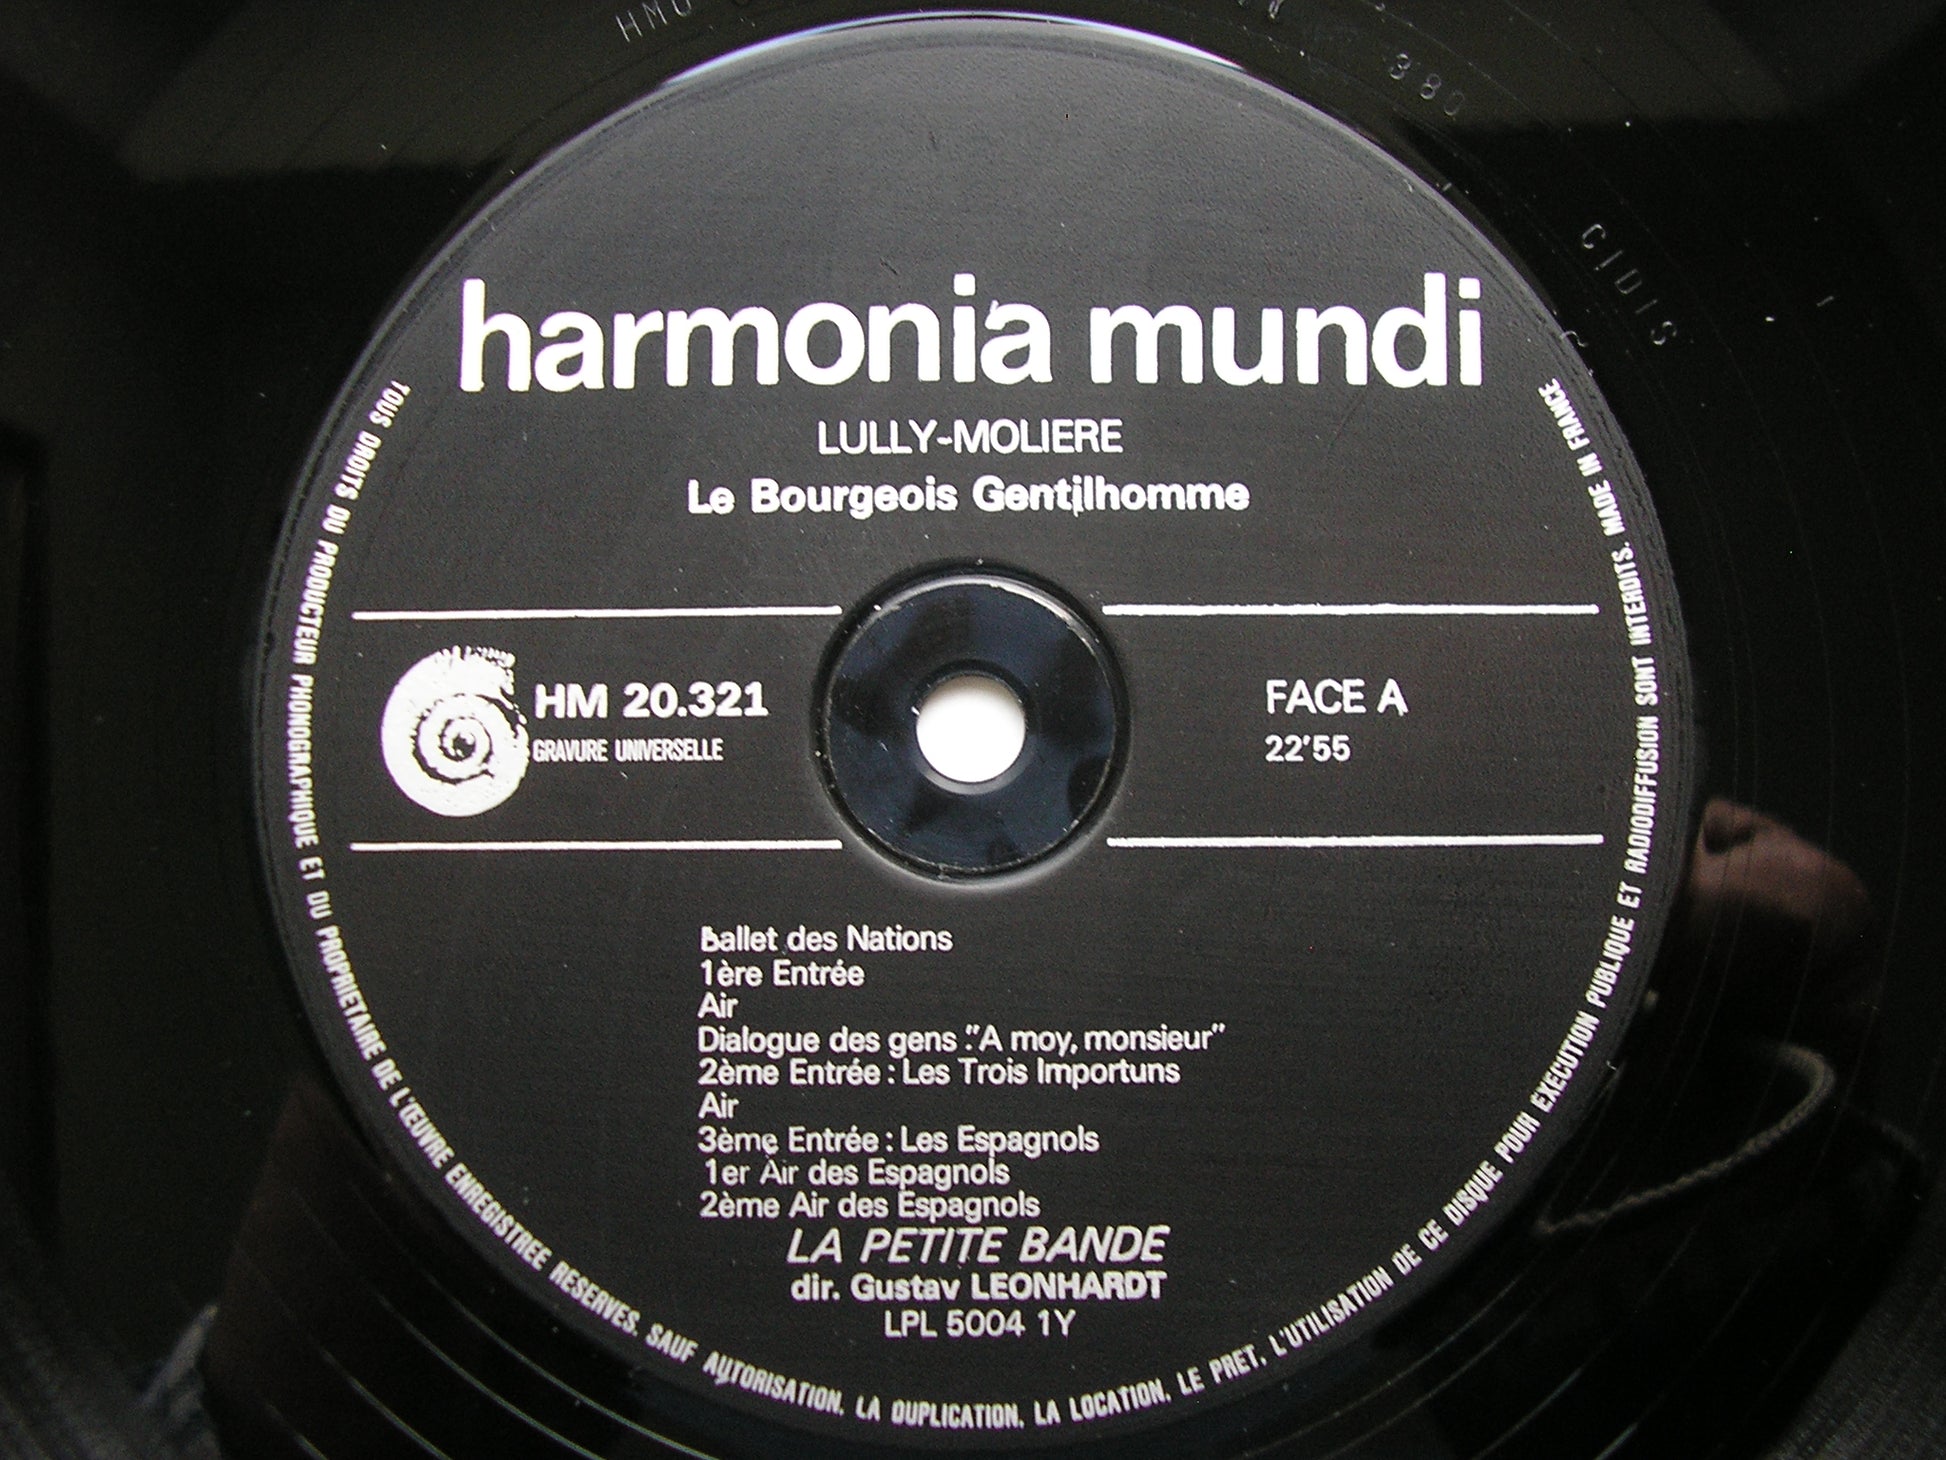 380
CIDIS
harmonia mundi
LULLY-MOLIERE
Le Bourgeois Gentilhomme
HM 20.321
GRAVURE UNIVERSELLE
FACE A
22'55
Ballet des Nations
1ère Entrée
Air
Dialogue des gens :"A moy, monsieur"
2ème Entrée : Les Trois Importuns
Air
3ème Entrée : Les Espagnols
1er Air des Espagnols
2ème Air des Espagnols
LA PETITE BANDE
dir. Gustav LEONHARDT
LPL 5004 1Y
TOUS DROITS DU PRODUCTEUR PHONOGRAPHIQUE ET DU PROPRIETAIRE DE L'ŒUVRE ENREGISTREE RESERVES. SAUF AUTORISATION, LA DUPLICATION, LA LOCATION, LE PRET, L'UTILISATION DE CE DISQUE POUR EXECUTION PUBLIQUE ET RADIODIFFUSION SONT INTERDITS. MADE IN FRANCE